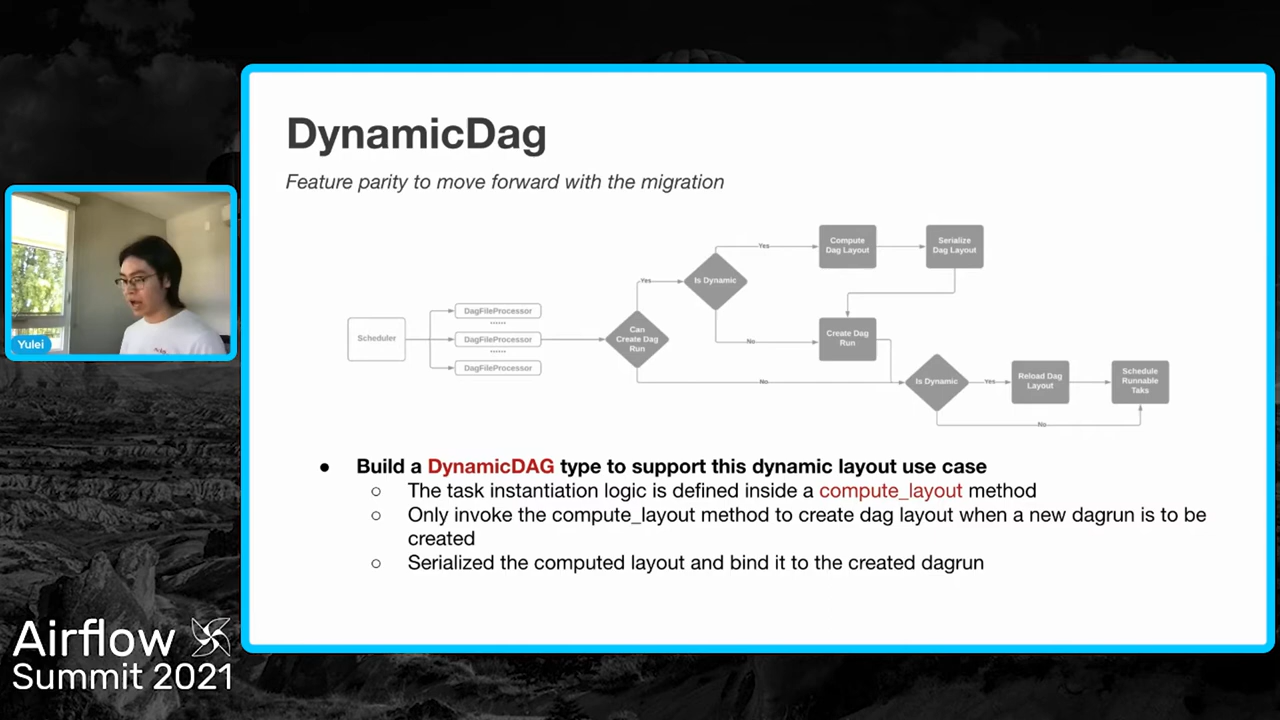 DynamicDag
Feature parity to move forward with the migration
Scheduler
DagFileProcessor
••••••
DagFileProcessor
••••••
DagFileProcessor
Can
Create Dag
Run
Yes
Is Dynamic
Yes
Compute
Dag Layout
Serialize
Dag Layout
No
Create Dag
Run
No
Is Dynamic
Yes
Reload Dag
Layout
Schedule
Runnable
Taks
No
● Build a DynamicDAG type to support this dynamic layout use case
○ The task instantiation logic is defined inside a compute_layout method
○ Only invoke the compute_layout method to create dag layout when a new dagrun is to be
created
○ Serialized the computed layout and bind it to the created dagrun
Yulei
Airflow
Summit 2021